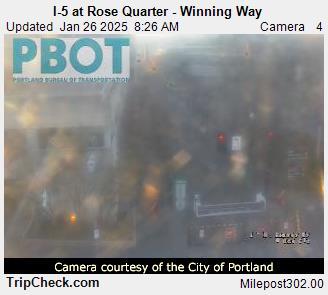 I-5 at Rose Quarter - Winning Way
Updated Jan 26 2025 8:26 AM Camera 4
PBOT
PORTLAND BUREAU OF TRANSPORTATION
Camera courtesy of the City of Portland
TripCheck.com Milepost302.00